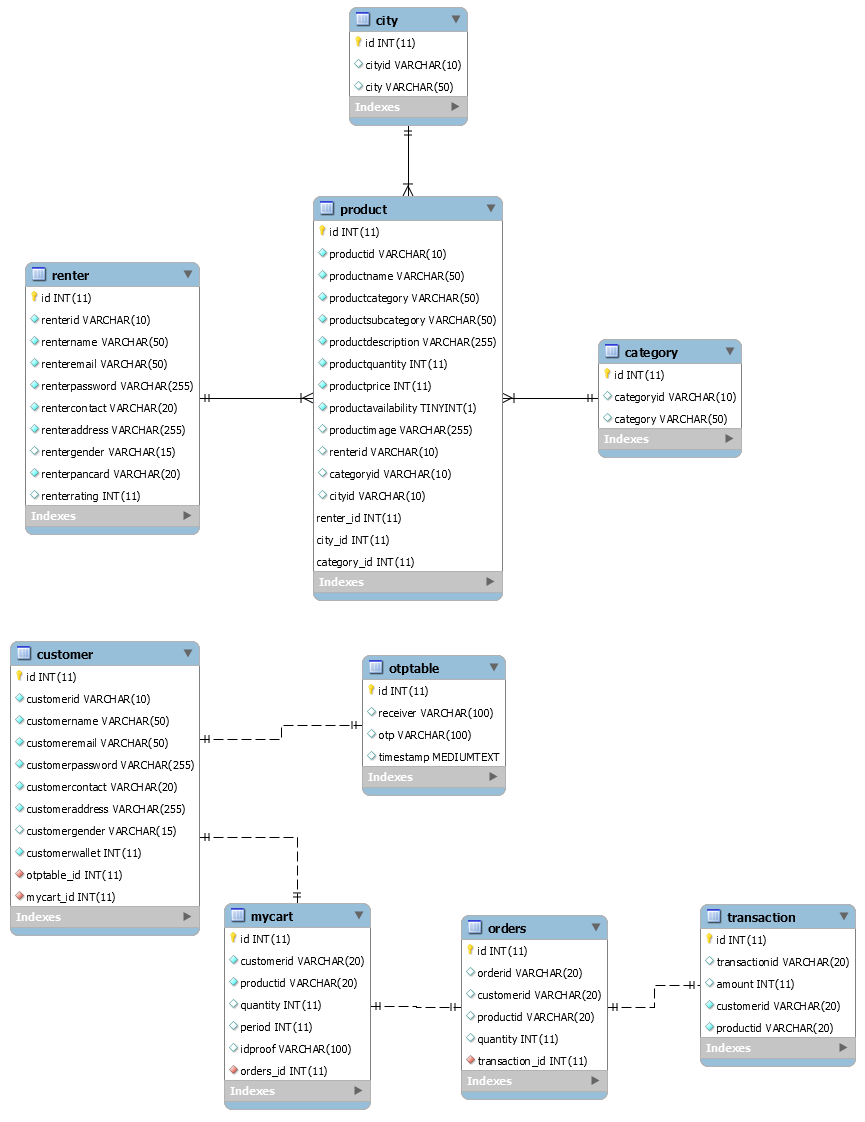 city
id INT(11)
cityid VARCHAR(10)
city VARCHAR(50)
Indexes
product
id INT(11)
productid VARCHAR(10)
productname VARCHAR(50)
productcategory VARCHAR(50)
productsubcategory VARCHAR(50)
productdescription VARCHAR(255)
productquantity INT(11)
productprice INT(11)
productavailability TINYINT(1)
productimage VARCHAR(255)
renterid VARCHAR(10)
categoryid VARCHAR(10)
cityid VARCHAR(10)
renter_id INT(11)
city_id INT(11)
category_id INT(11)
Indexes
renter
id INT(11)
renterid VARCHAR(10)
rentername VARCHAR(50)
renteremail VARCHAR(50)
renterpassword VARCHAR(255)
rentercontact VARCHAR(20)
renteraddress VARCHAR(255)
rentergender VARCHAR(15)
renterpancard VARCHAR(20)
renterrating INT(11)
Indexes
category
id INT(11)
categoryid VARCHAR(10)
category VARCHAR(50)
Indexes
customer
id INT(11)
customerid VARCHAR(10)
customername VARCHAR(50)
customeremail VARCHAR(50)
customerpassword VARCHAR(255)
customercontact VARCHAR(20)
customeraddress VARCHAR(255)
customergender VARCHAR(15)
customerwallet INT(11)
otptable_id INT(11)
mycart_id INT(11)
Indexes
otptable
id INT(11)
receiver VARCHAR(100)
otp VARCHAR(100)
timestamp MEDIUMTEXT
Indexes
mycart
id INT(11)
customerid VARCHAR(20)
productid VARCHAR(20)
quantity INT(11)
period INT(11)
idproof VARCHAR(100)
orders_id INT(11)
Indexes
orders
id INT(11)
orderid VARCHAR(20)
customerid VARCHAR(20)
productid VARCHAR(20)
quantity INT(11)
transaction_id INT(11)
Indexes
transaction
id INT(11)
transactionid VARCHAR(20)
amount INT(11)
customerid VARCHAR(20)
productid VARCHAR(20)
Indexes